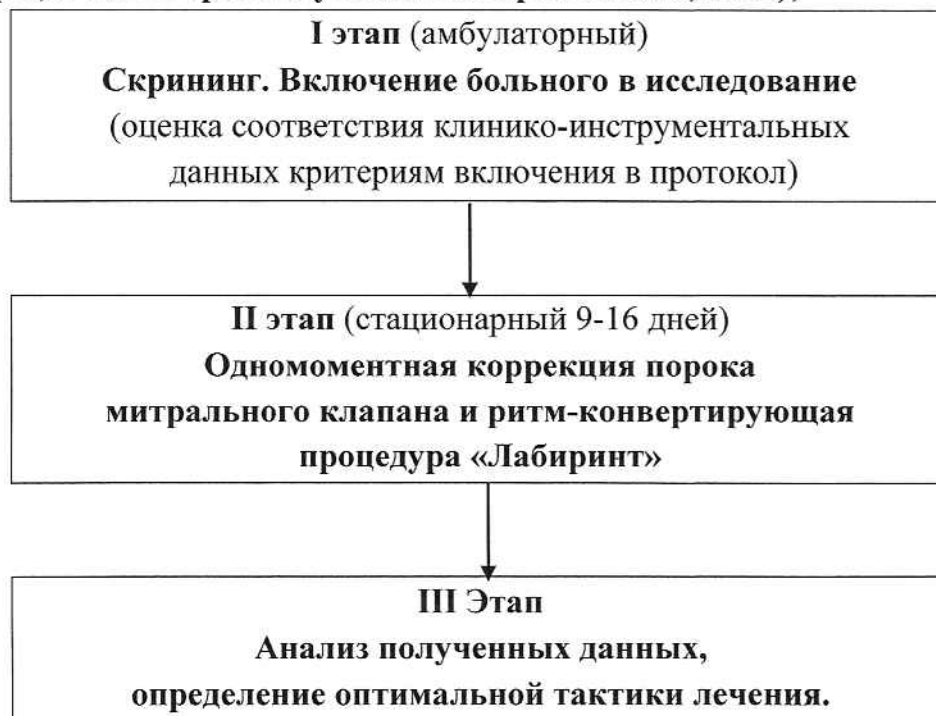 I этап (амбулаторный)
Скрининг. Включение больного в исследование
(оценка соответствия клинико-инструментальных
данных критериям включения в протокол)
II этап (стационарный 9-16 дней)
Одномоментная коррекция порока
митрального клапана и ритм-конвертирующая
процедура «Лабиринт»
III Этап
Анализ полученных данных,
определение оптимальной тактики лечения.